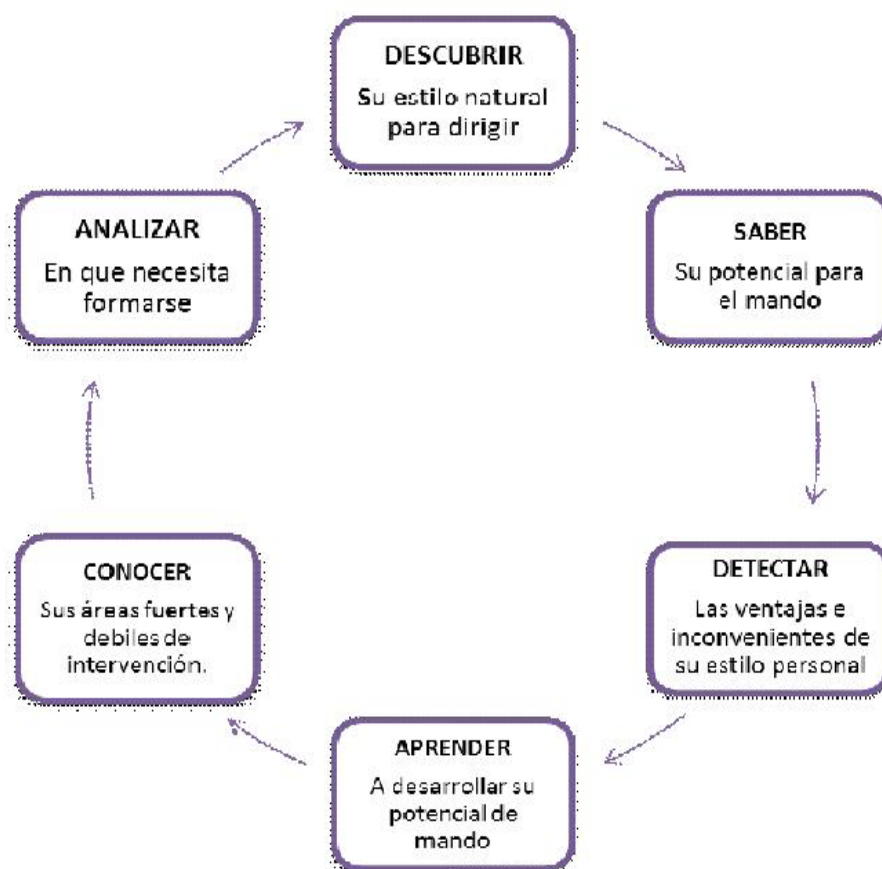 DESCUBRIR
Su estilo natural
para dirigir
SABER
Su potencial para
el mando
DETECTAR
Las ventajas e
inconvenientes de
su estilo personal
APRENDER
A desarrollar su
potencial de
mando
CONOCER
Sus áreas fuertes y
debiles de
intervención.
ANALIZAR
En que necesita
formarse